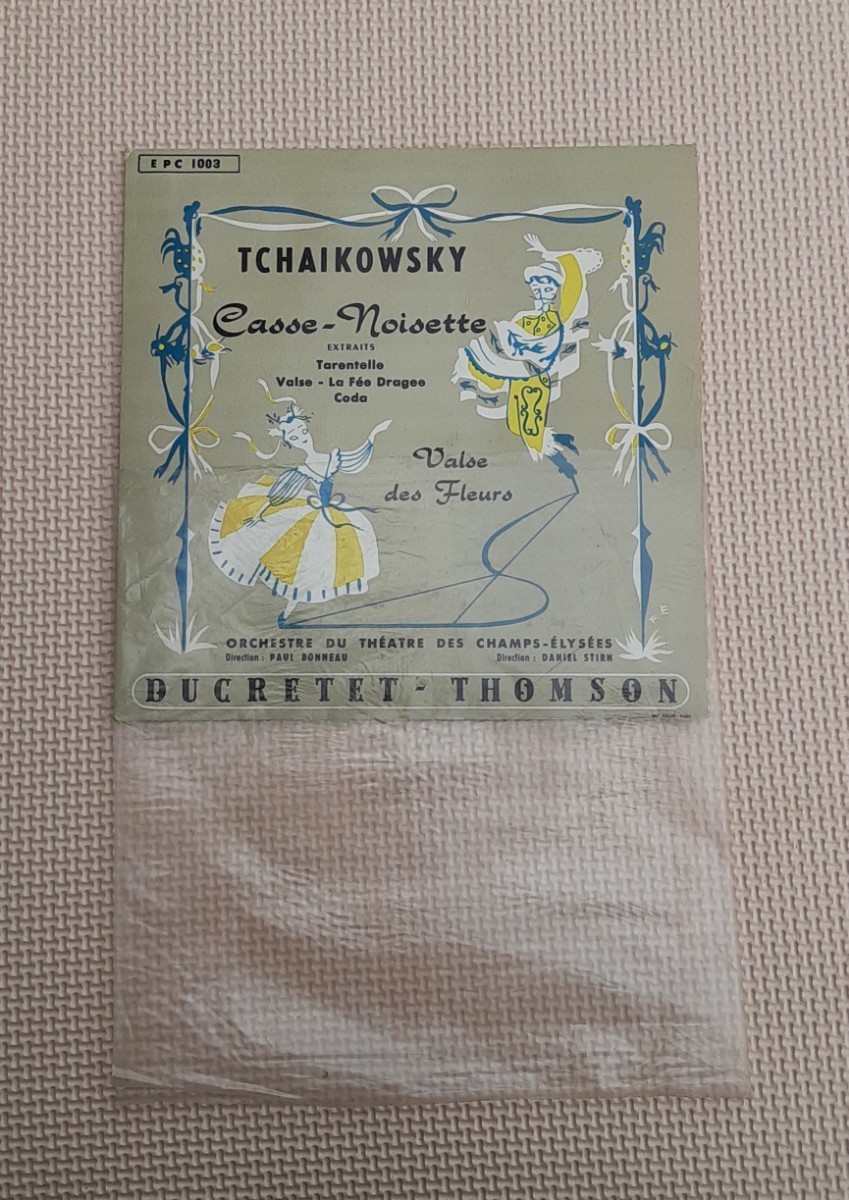 EPC 1003
TCHAIKOWSKY
Casse-Noisette
EXTRAITS
Tarentelle
Valse - La Fée Dragee
Coda
Valse
des Fleurs
F E
ORCHESTRE DU THÉATRE DES CHAMPS-ÉLYSÉES
Direction : PAUL BONNEAU Direction : DANIEL STIRN
DUCRETET - THOMSON